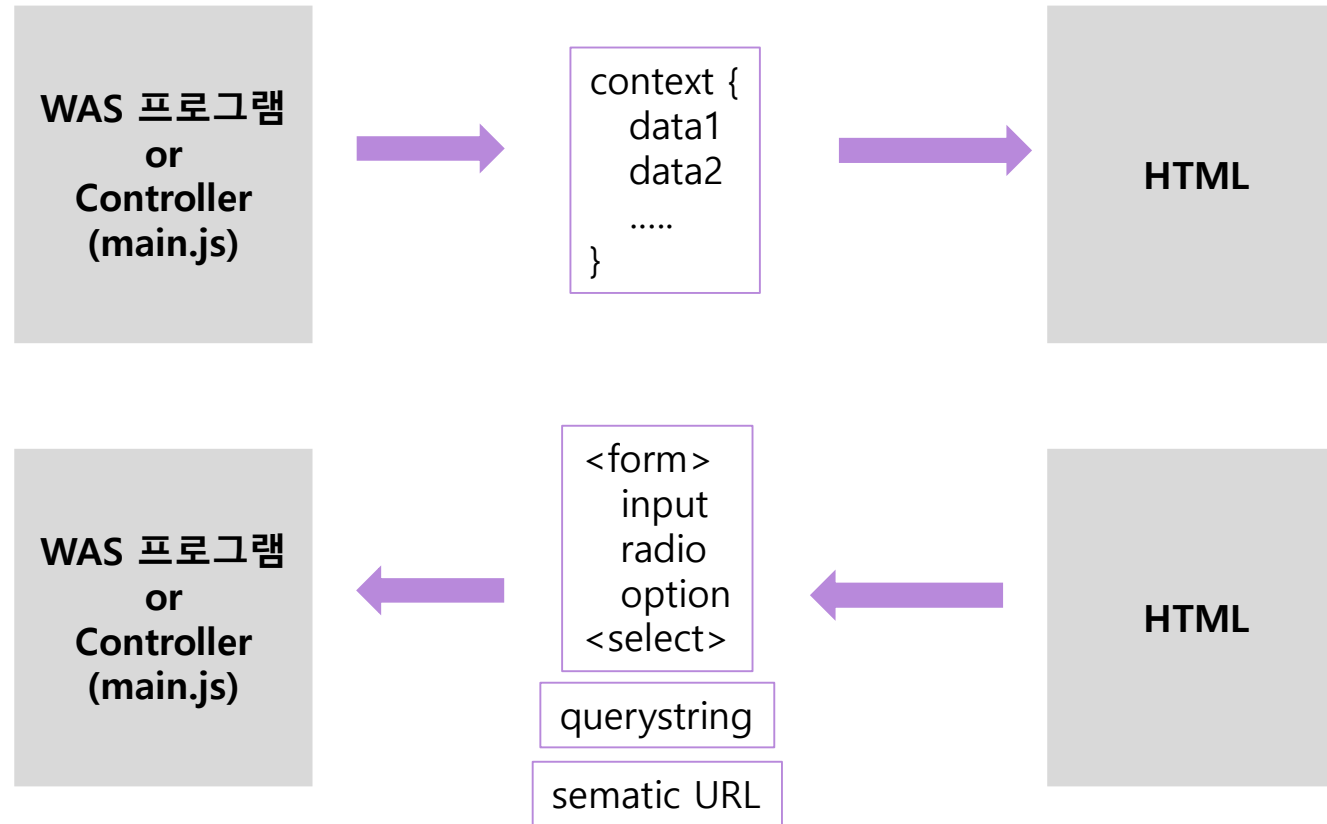 WAS 프로그램
or
Controller
(main.js)
context {
data1
data2
.....
}
HTML
WAS 프로그램
or
Controller
(main.js)
<form>
input
radio
option
<select>
querystring
sematic URL
HTML